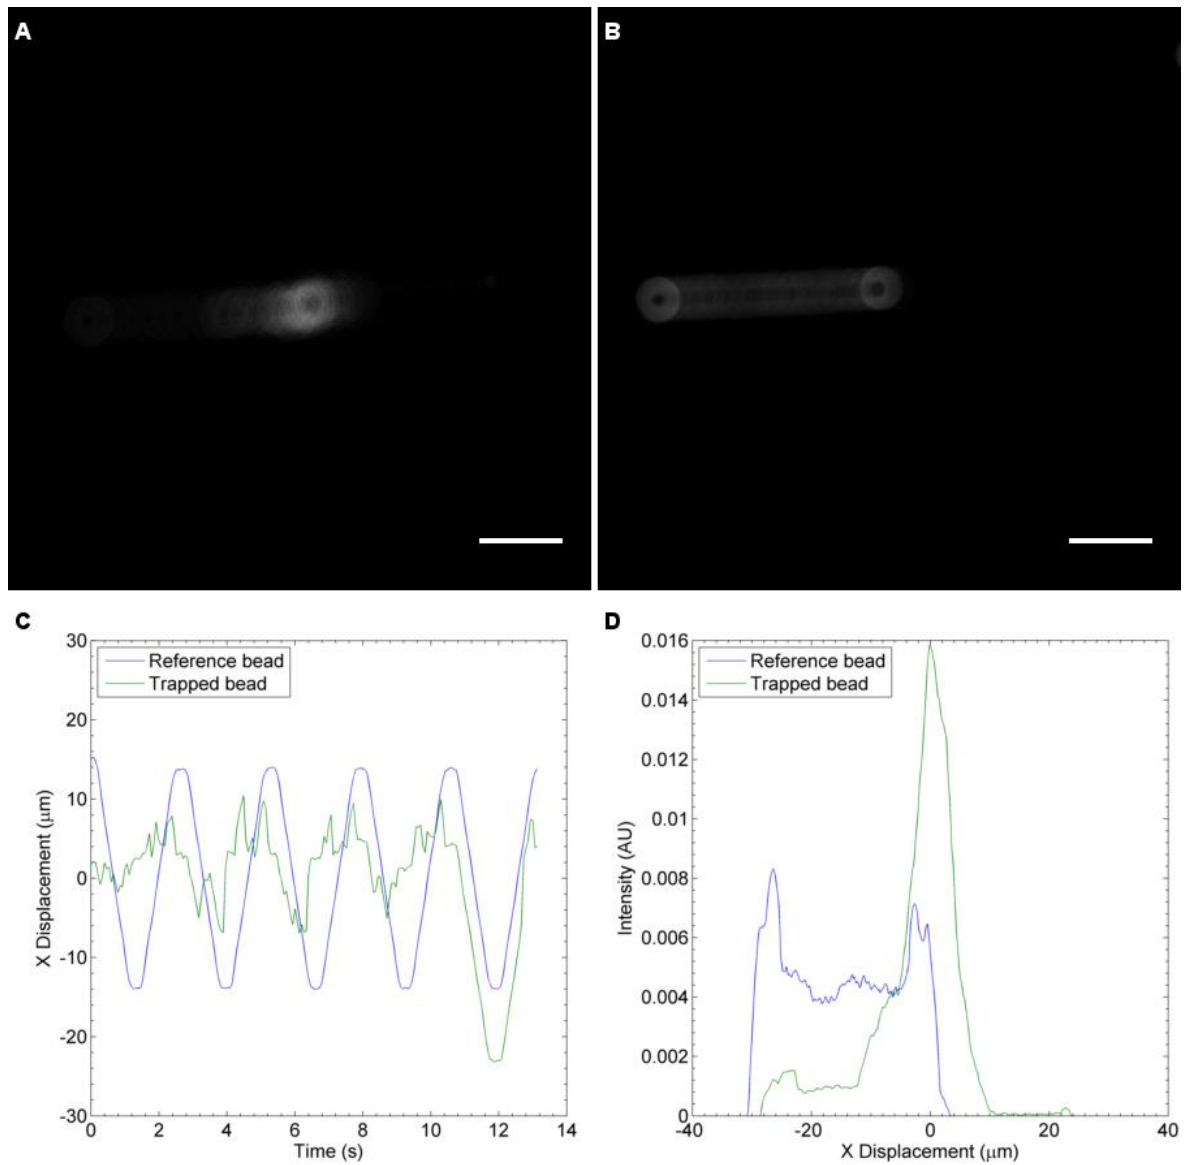 A
B
C
30
20
10
0
-10
-20
-30
X Displacement (μm)
Reference bead
Trapped bead
0 2 4 6 8 10 12 14
Time (s)
D
0.016
0.014
0.012
0.01
0.008
0.006
0.004
0.002
0
Intensity (AU)
Reference bead
Trapped bead
-40 -20 0 20 40
X Displacement (μm)